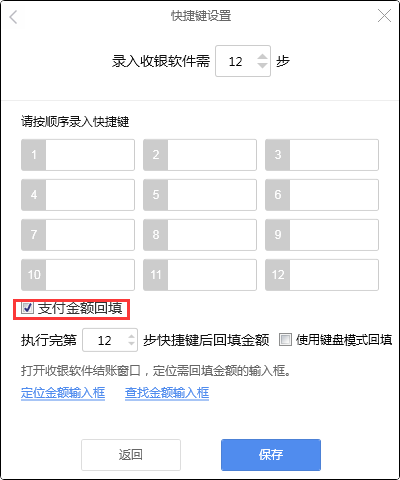 快捷键设置
录入收银软件需 12 步
请按顺序录入快捷键
1 2 3
4 5 6
7 8 9
10 11 12
支付金额回填
执行完第 12 步快捷键后回填金额 使用键盘模式回填
打开收银软件结账窗口，定位需回填金额的输入框。
定位金额输入框 查找金额输入框
返回 保存